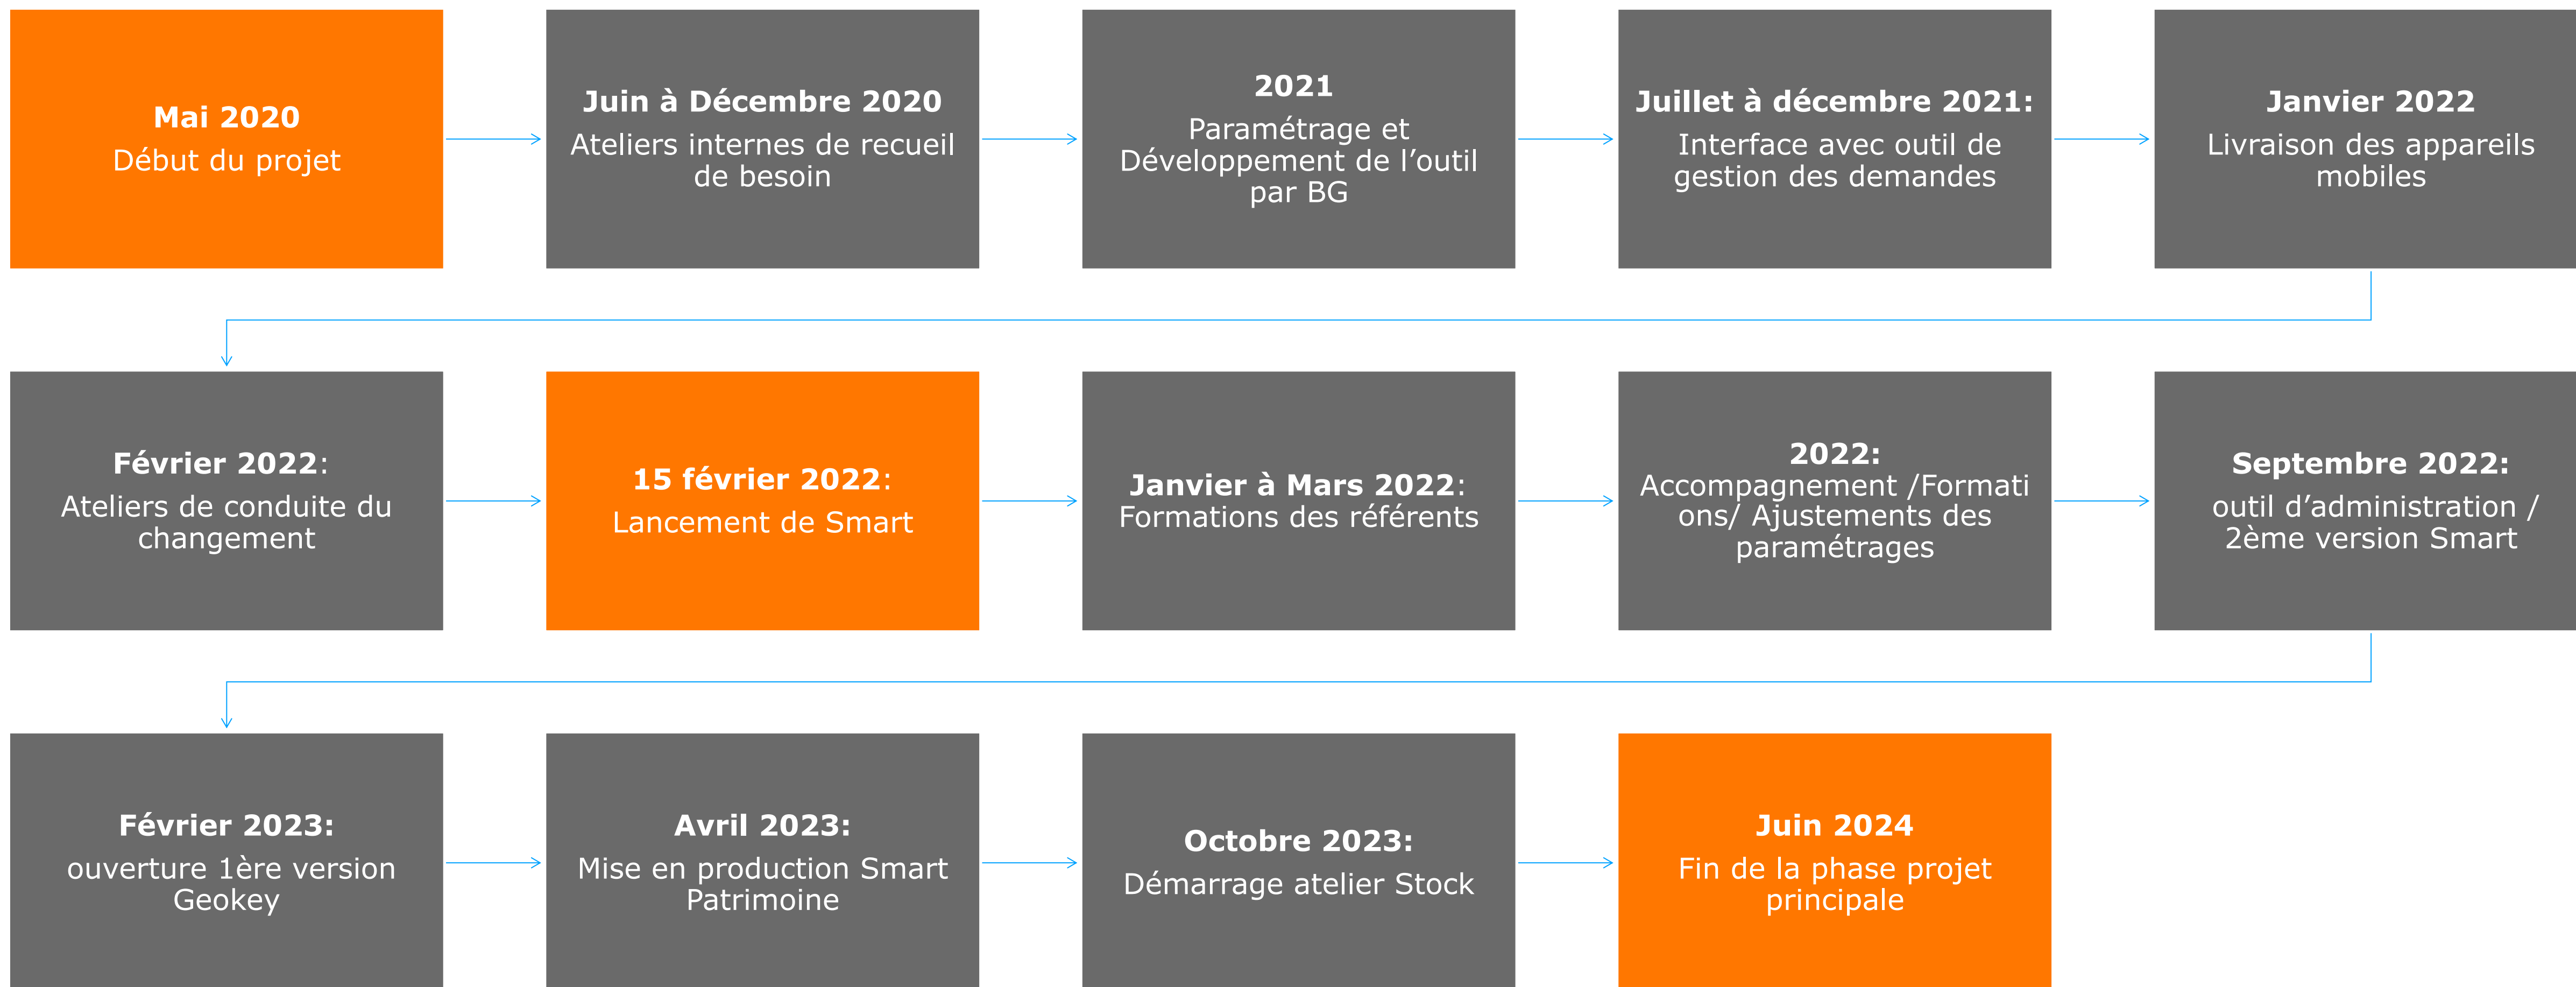 Mai 2020
Début du projet
Juin à Décembre 2020
Ateliers internes de recueil
de besoin
2021
Paramétrage et
Développement de l’outil
par BG
Juillet à décembre 2021:
Interface avec outil de
gestion des demandes
Janvier 2022
Livraison des appareils
mobiles
Février 2022:
Ateliers de conduite du
changement
15 février 2022:
Lancement de Smart
Janvier à Mars 2022:
Formations des référents
2022:
Accompagnement /Formati
ons/ Ajustements des
paramétrages
Septembre 2022:
outil d’administration /
2ème version Smart
Février 2023:
ouverture 1ère version
Geokey
Avril 2023:
Mise en production Smart
Patrimoine
Octobre 2023:
Démarrage atelier Stock
Juin 2024
Fin de la phase projet
principale